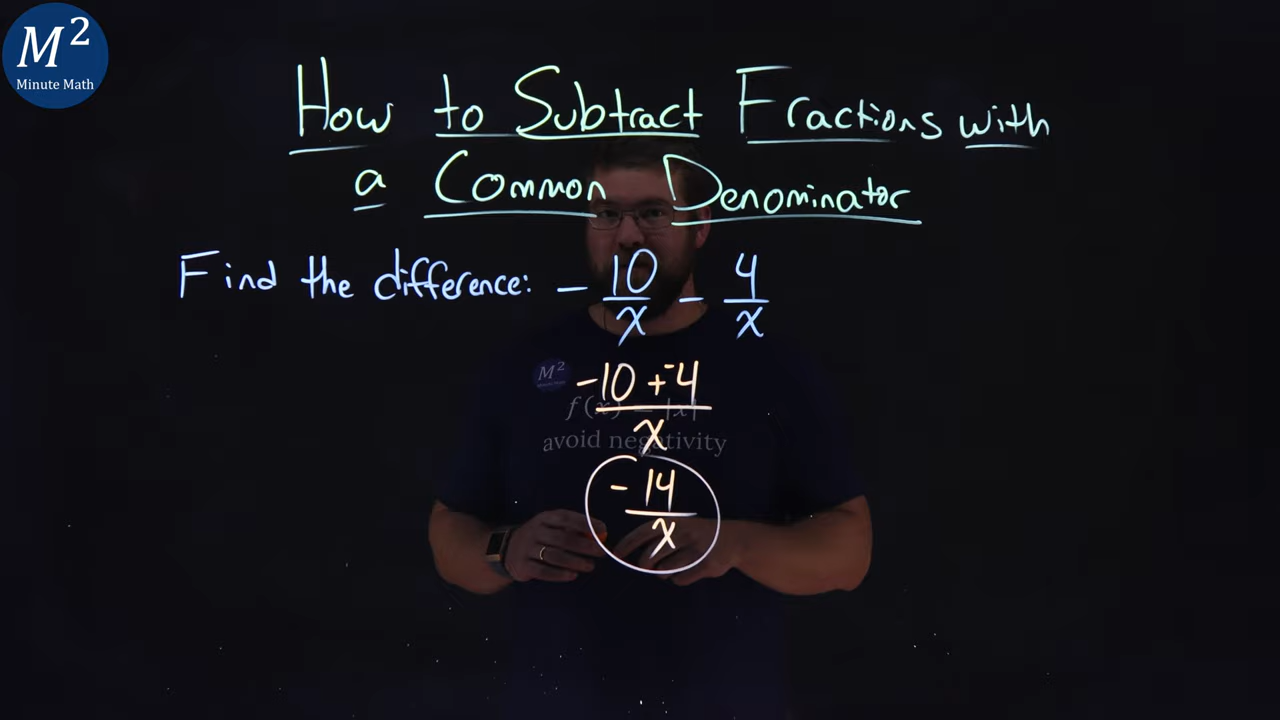 M²
Minute Math
How to Subtract Fractions with
a Common Denominator
Find the difference: - 10/x - 4/x
M²
-10 + -4
f(x) = |x|
x
avoid negativity
- 14/x